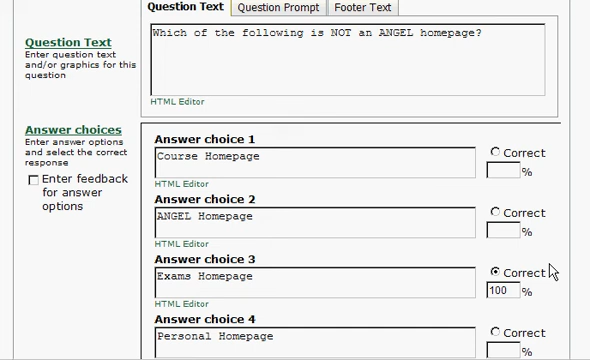 Question Text Question Prompt Footer Text
Question Text
Enter question text
and/or graphics for this
question
Which of the following is NOT an ANGEL homepage?
HTML Editor
Answer choices
Enter answer options
and select the correct
response
Enter feedback
for answer
options
Answer choice 1
Course Homepage
Correct
%
HTML Editor
Answer choice 2
ANGEL Homepage
Correct
%
HTML Editor
Answer choice 3
Exams Homepage
Correct
100 %
HTML Editor
Answer choice 4
Personal Homepage
Correct
%